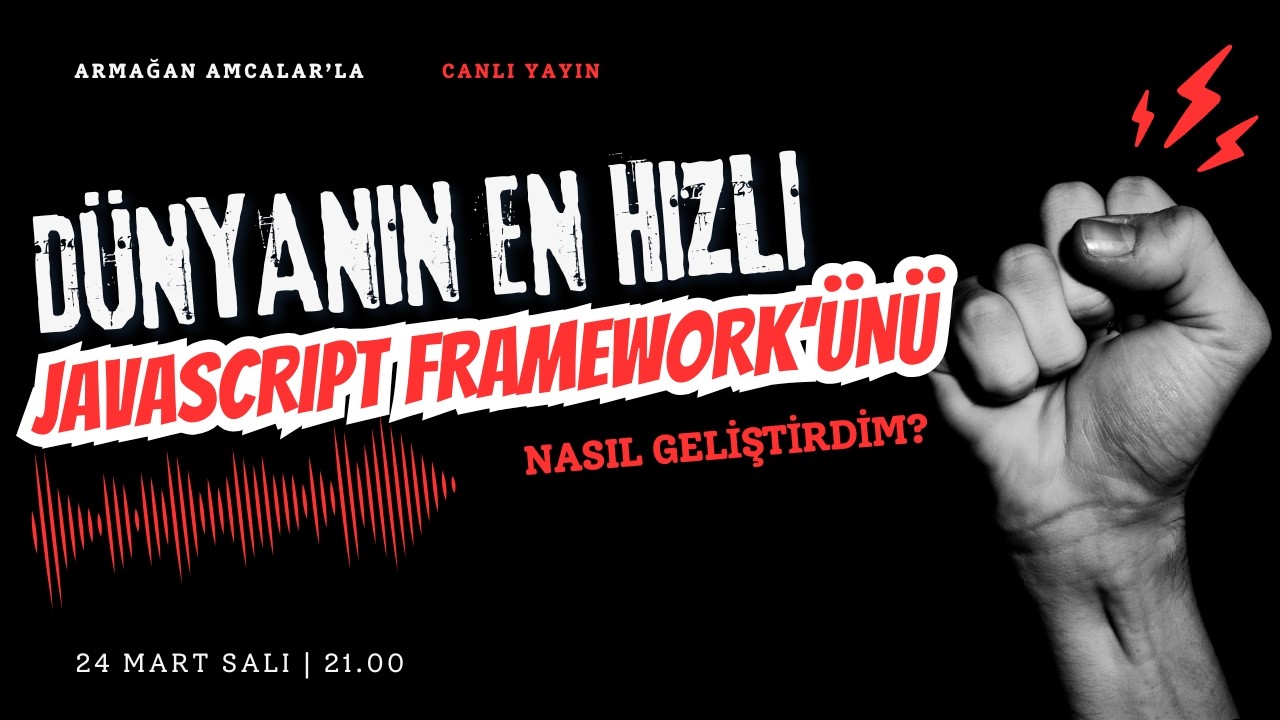 ARMAĞAN AMCALAR'LA
CANLI YAYIN
DÜNYANIN EN HIZLI
JAVASCRIPT FRAMEWORK'ÜNÜ
NASIL GELİŞTİRDİM?
24 MART SALI | 21.00